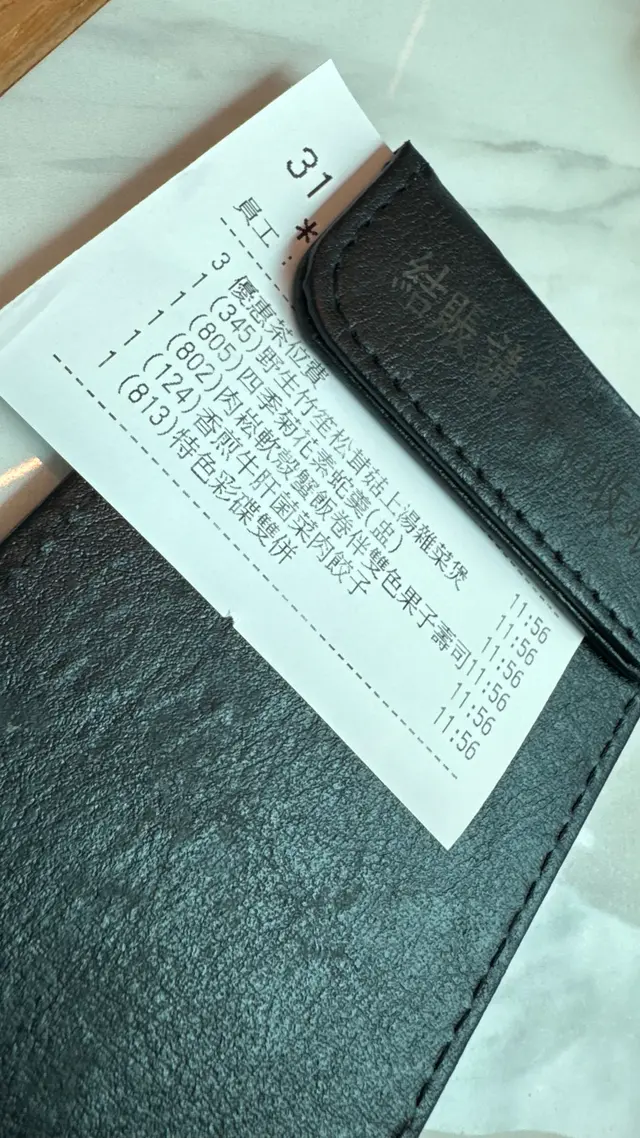 31
*
員工 ..
3 優惠茶位費 11:56
1 (345)野生竹笙松茸菇上湯雜菜煲 11:56
1 (805)四季菊花素蛇羹(盅) 11:56
1 (802)肉松軟殼蟹飯卷伴雙色果子壽司 11:56
1 (124)香煎牛肝菌菜肉餃子 11:56
1 (813)特色彩碟雙併 11:56
結賬請